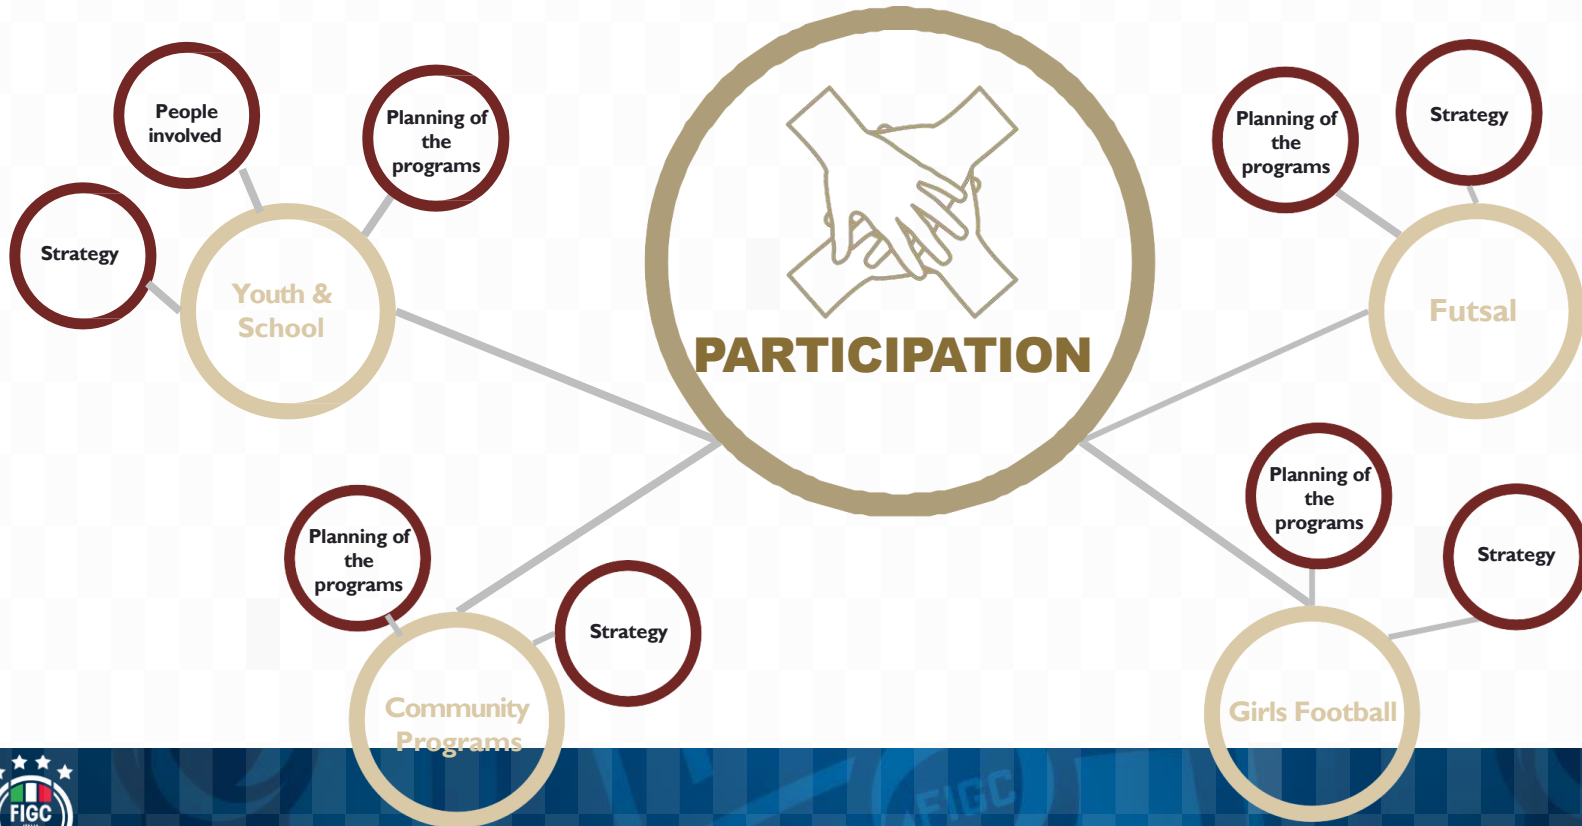 People
involved
Planning of
the
programs
Strategy
Youth &
School
PARTICIPATION
Planning of
the
programs
Strategy
Futsal
Planning of
the
programs
Strategy
Community
Programs
Planning of
the
programs
Strategy
Girls Football
FIGC
FIGC